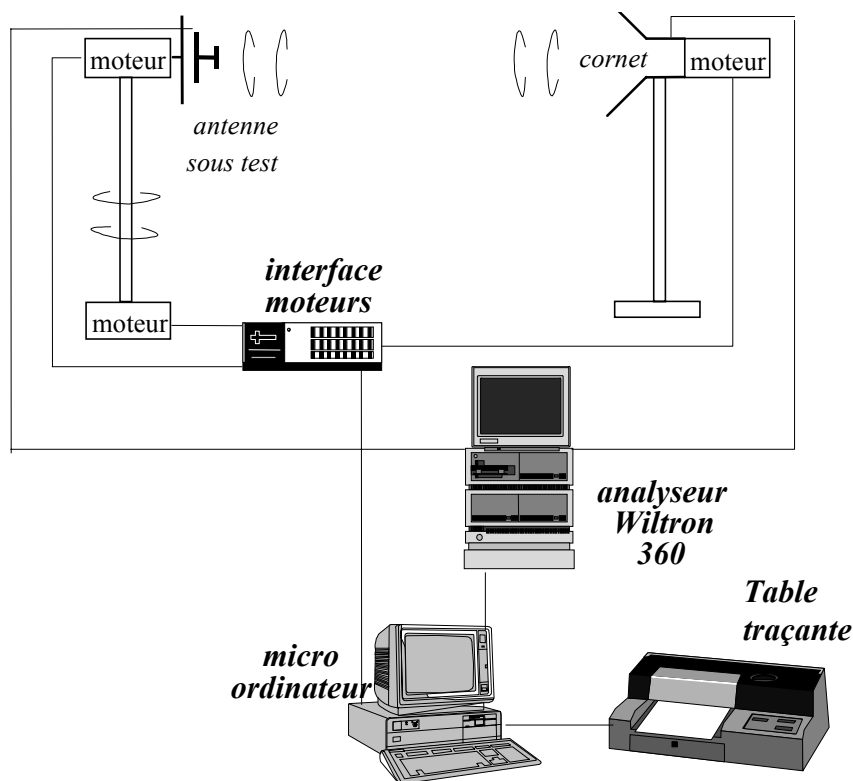 moteur
cornet
moteur
antenne
sous test
interface
moteurs
moteur
analyseur
Wiltron
360
Table
traçante
micro
ordinateur